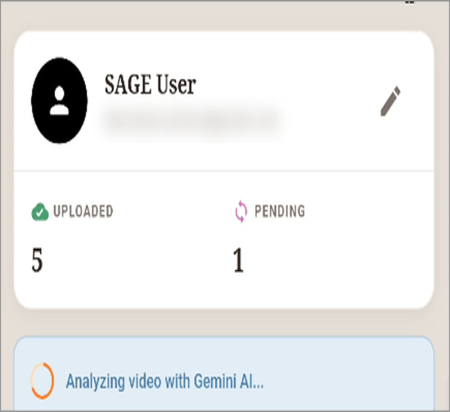 SAGE User
UPLOADED
PENDING
5
1
Analyzing video with Gemini AI...